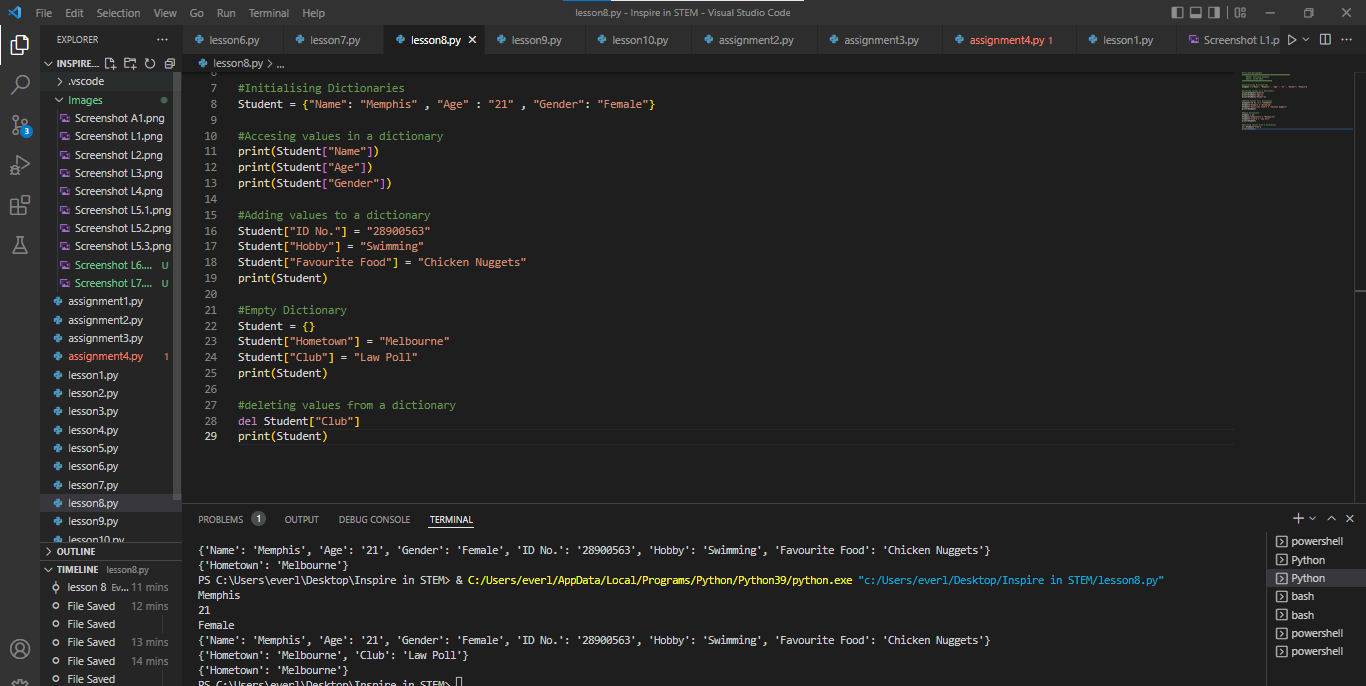 File Edit Selection View Go Run Terminal Help
lesson8.py - Inspire in STEM - Visual Studio Code
EXPLORER
lesson6.py lesson7.py lesson8.py lesson9.py lesson10.py assignment2.py assignment3.py assignment4.py 1 lesson1.py Screenshot L1.p
INSPIRE...
lesson8.py > ...
.vscode
Images
Screenshot A1.png
Screenshot L1.png
Screenshot L2.png
Screenshot L3.png
Screenshot L4.png
Screenshot L5.1.png
Screenshot L5.2.png
Screenshot L5.3.png
Screenshot L6.... U
Screenshot L7.... U
assignment1.py
assignment2.py
assignment3.py
assignment4.py 1
lesson1.py
lesson2.py
lesson3.py
lesson4.py
lesson5.py
lesson6.py
lesson7.py
lesson8.py
lesson9.py
lesson10.py
OUTLINE
TIMELINE lesson8.py
lesson 8 Ev... 11 mins
File Saved 12 mins
File Saved
File Saved 13 mins
File Saved 14 mins
File Saved
3
6
7 #Initialising Dictionaries
8 Student = {"Name": "Memphis" , "Age" : "21" , "Gender": "Female"}
9
10 #Accesing values in a dictionary
11 print(Student["Name"])
12 print(Student["Age"])
13 print(Student["Gender"])
14
15 #Adding values to a dictionary
16 Student["ID No."] = "28900563"
17 Student["Hobby"] = "Swimming"
18 Student["Favourite Food"] = "Chicken Nuggets"
19 print(Student)
20
21 #Empty Dictionary
22 Student = {}
23 Student["Hometown"] = "Melbourne"
24 Student["Club"] = "Law Poll"
25 print(Student)
26
27 #deleting values from a dictionary
28 del Student["Club"]
29 print(Student)
PROBLEMS 1 OUTPUT DEBUG CONSOLE TERMINAL
{'Name': 'Memphis', 'Age': '21', 'Gender': 'Female', 'ID No.': '28900563', 'Hobby': 'Swimming', 'Favourite Food': 'Chicken Nuggets'}
{'Hometown': 'Melbourne'}
PS C:\Users\everl\Desktop\Inspire in STEM> & C:/Users/everl/AppData/Local/Programs/Python/Python39/python.exe "c:/Users/everl/Desktop/Inspire in STEM/lesson8.py"
Memphis
21
Female
{'Name': 'Memphis', 'Age': '21', 'Gender': 'Female', 'ID No.': '28900563', 'Hobby': 'Swimming', 'Favourite Food': 'Chicken Nuggets'}
{'Hometown': 'Melbourne', 'Club': 'Law Poll'}
{'Hometown': 'Melbourne'}
PS C:\Users\everl\Desktop\Inspire in STEM>
powershell
Python
Python
bash
bash
powershell
powershell